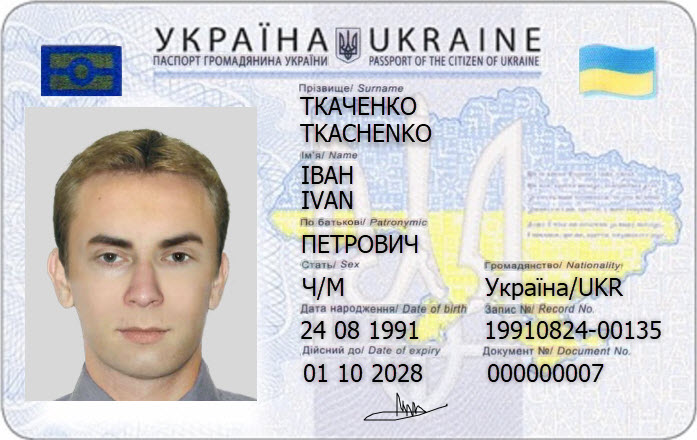 УКРАЇНА UKRAINE
ПАСПОРТ ГРОМАДЯНИНА УКРАЇНИ PASSPORT OF THE CITIZEN OF UKRAINE
Прізвище/ Surname
ТКАЧЕНКО
TKACHENKO
Ім'я/ Name
ІВАН
IVAN
По батькові/ Patronymic
ПЕТРОВИЧ
Стать/ Sex Громадянство/ Nationality
Ч/М Україна/UKR
Дата народження/ Date of birth Запис №/ Record No.
24 08 1991 19910824-00135
Дійсний до/ Date of expiry Документ №/ Document No.
01 10 2028 000000007